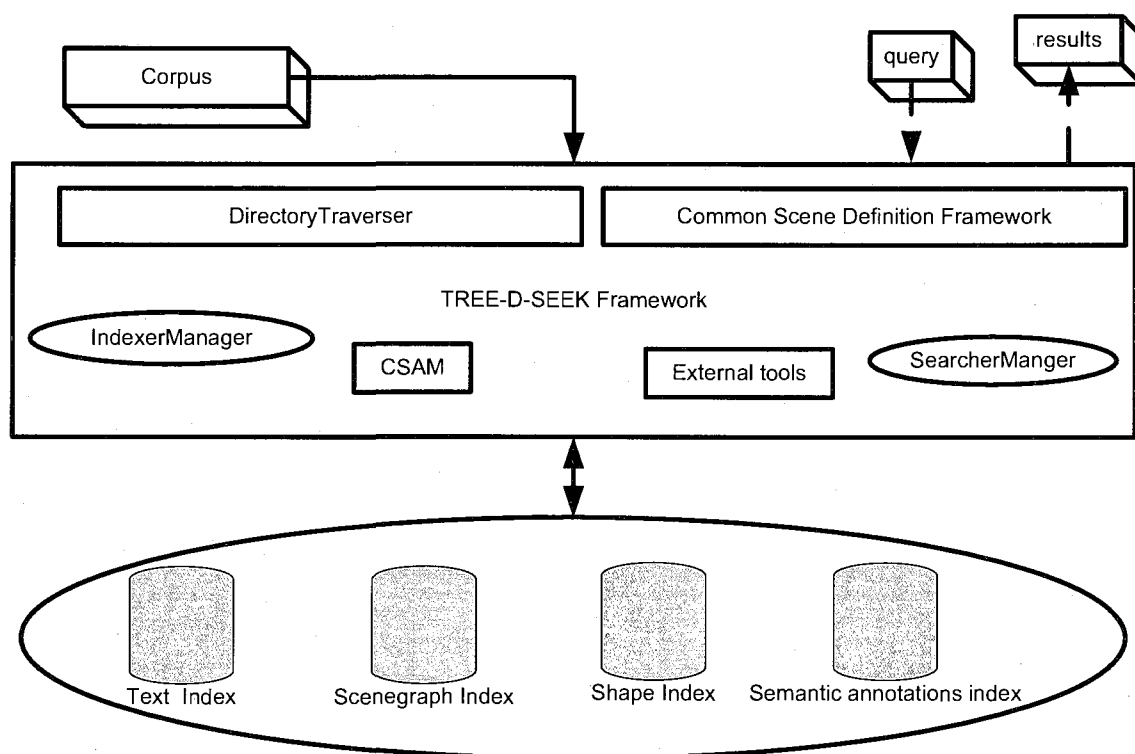 Corpus
query
results
DirectoryTraverser
Common Scene Definition Framework
TREE-D-SEEK Framework
IndexerManager
CSAM
External tools
SearcherManger
Text Index
Scenegraph Index
Shape Index
Semantic annotations index